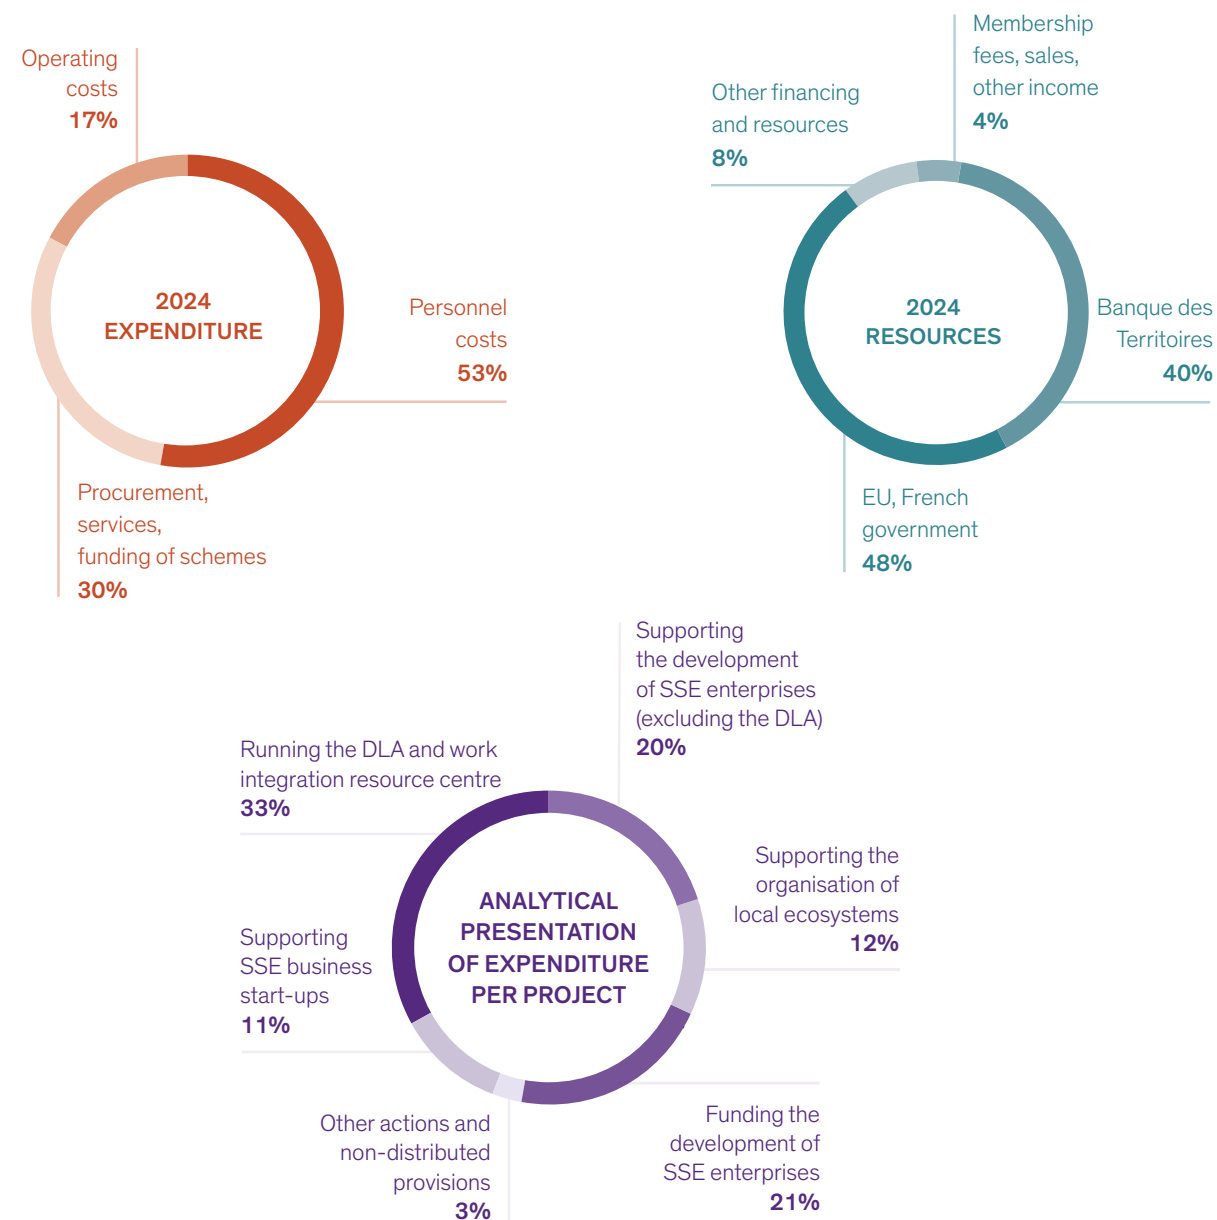 Operating
costs
17%
2024
EXPENDITURE
Personnel
costs
53%
Procurement,
services,
funding of schemes
30%
Membership
fees, sales,
other income
4%
Other financing
and resources
8%
2024
RESOURCES
Banque des
Territoires
40%
EU, French
government
48%
Supporting
the development
of SSE enterprises
(excluding the DLA)
20%
Running the DLA and work
integration resource centre
33%
ANALYTICAL
PRESENTATION
OF EXPENDITURE
PER PROJECT
Supporting the
organisation of
local ecosystems
12%
Supporting
SSE business
start-ups
11%
Other actions and
non-distributed
provisions
3%
Funding the
development of
SSE enterprises
21%